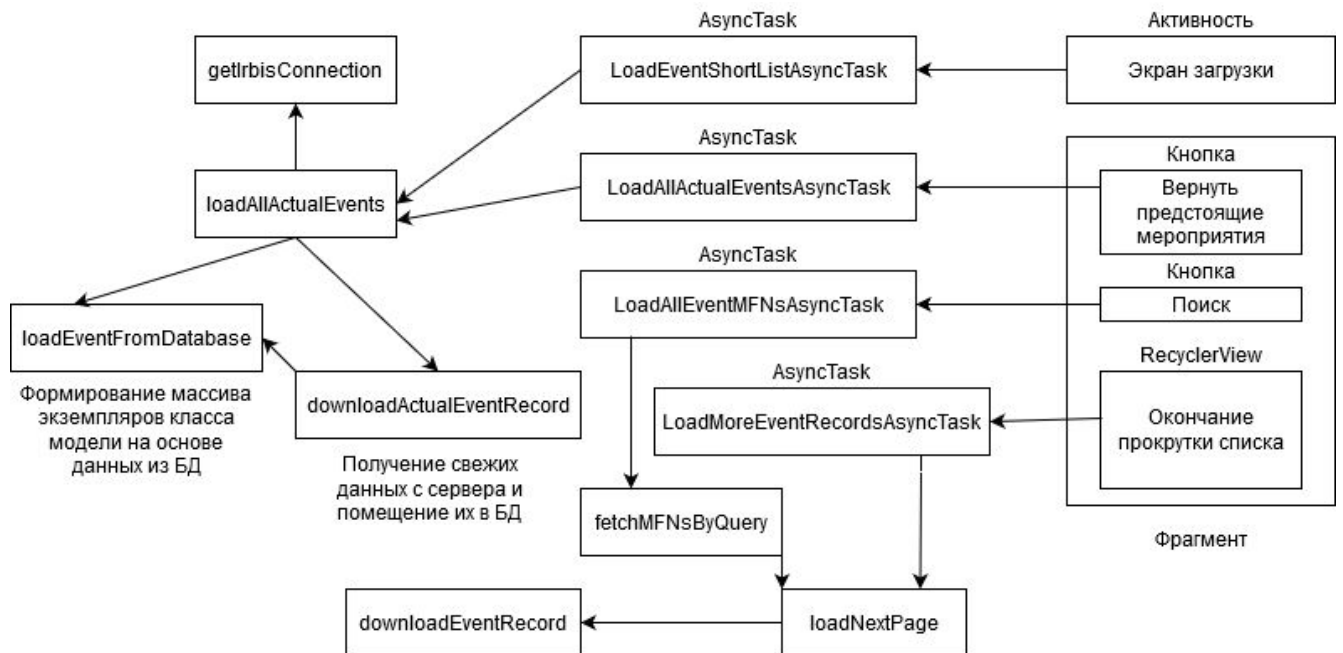 AsyncTask
Активность
getIrbisConnection
LoadEventShortListAsyncTask
Экран загрузки
AsyncTask
Кнопка
loadAllActualEvents
LoadAllActualEventsAsyncTask
Вернуть
предстоящие
мероприятия
AsyncTask
Кнопка
LoadAllEventMFNsAsyncTask
Поиск
loadEventFromDatabase
RecyclerView
AsyncTask
Формирование массива
экземпляров класса
модели на основе
данных из БД
downloadActualEventRecord
LoadMoreEventRecordsAsyncTask
Окончание
прокрутки списка
Получение свежих
данных с сервера и
помещение их в БД
fetchMFNsByQuery
Фрагмент
downloadEventRecord
loadNextPage